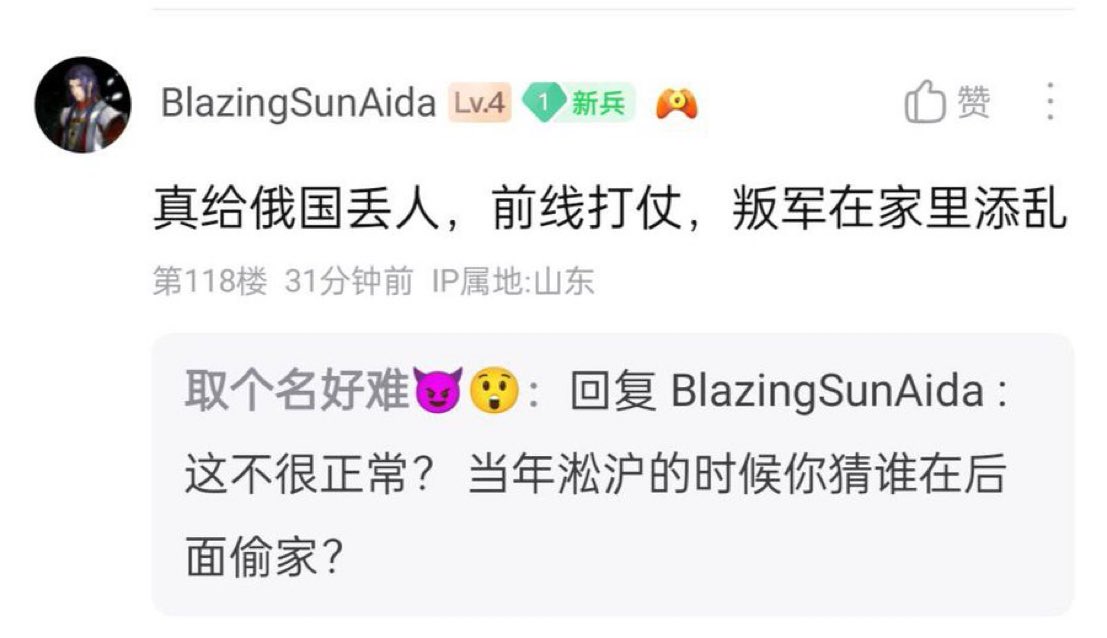 BlazingSunAida Lv.4 1 新兵 赞
真给俄国丢人，前线打仗，叛军在家里添乱
第118楼 31分钟前 IP属地:山东
取个名好难😈😲：回复 BlazingSunAida :
这不很正常？ 当年淞沪的时候你猜谁在后
面偷家？